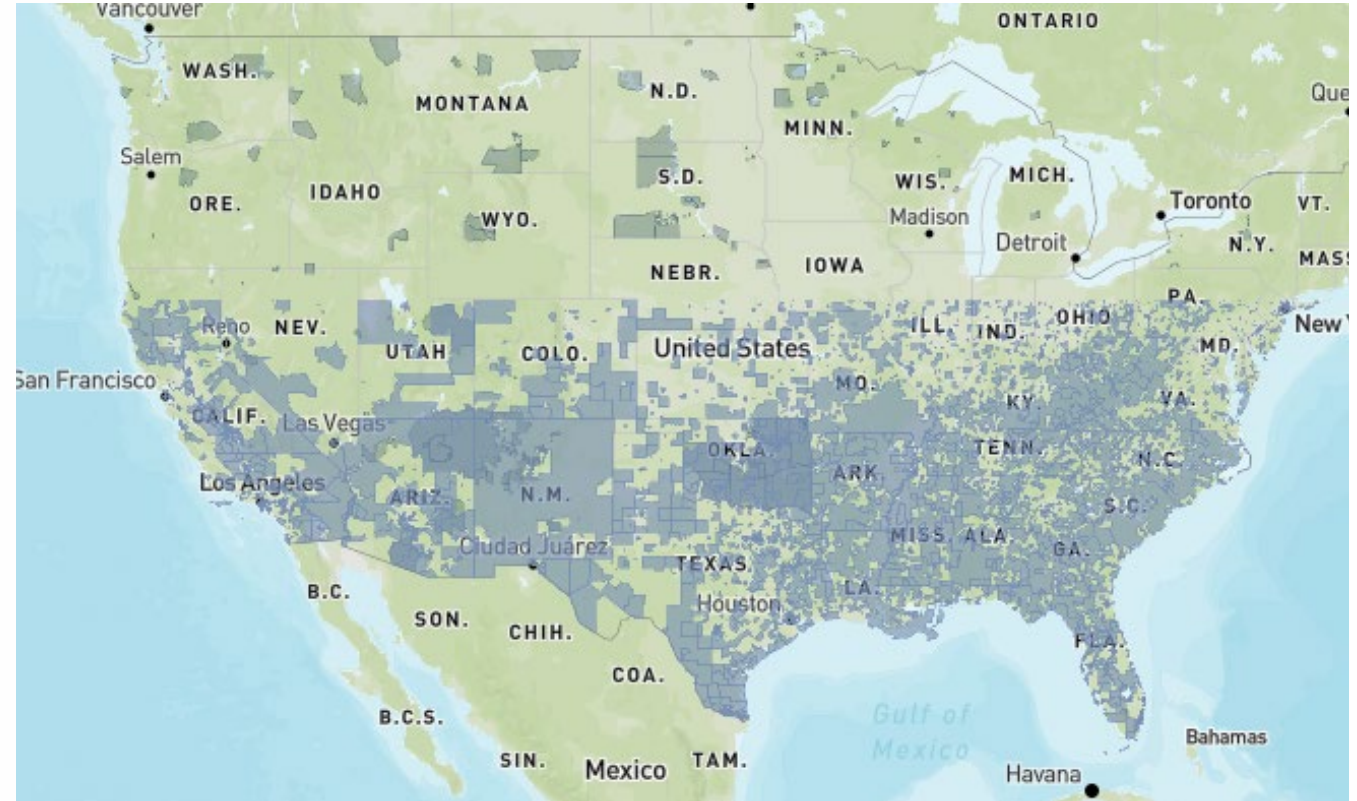 Vancouver
ONTARIO
WASH.
MONTANA
N.D.
Que
MINN.
Salem
S.D.
WIS.
MICH.
IDAHO
ORE.
WYO.
Madison
Toronto
VT.
Detroit
N.Y.
MASS
NEBR.
IOWA
PA.
Reno
NEV.
UTAH
COLO.
United States
ILL.
IND.
OHIO
MD.
New Y
San Francisco
MO.
KY.
VA.
CALIF.
Las Vegas
OKLA.
TENN.
N.C.
Los Angeles
ARIZ.
N.M.
ARK.
S.C.
MISS.
ALA.
GA.
Ciudad Juárez
TEXAS
LA.
B.C.
Houston
SON.
CHIH.
FLA.
COA.
B.C.S.
Gulf of
Mexico
Bahamas
SIN.
Mexico
TAM.
Havana